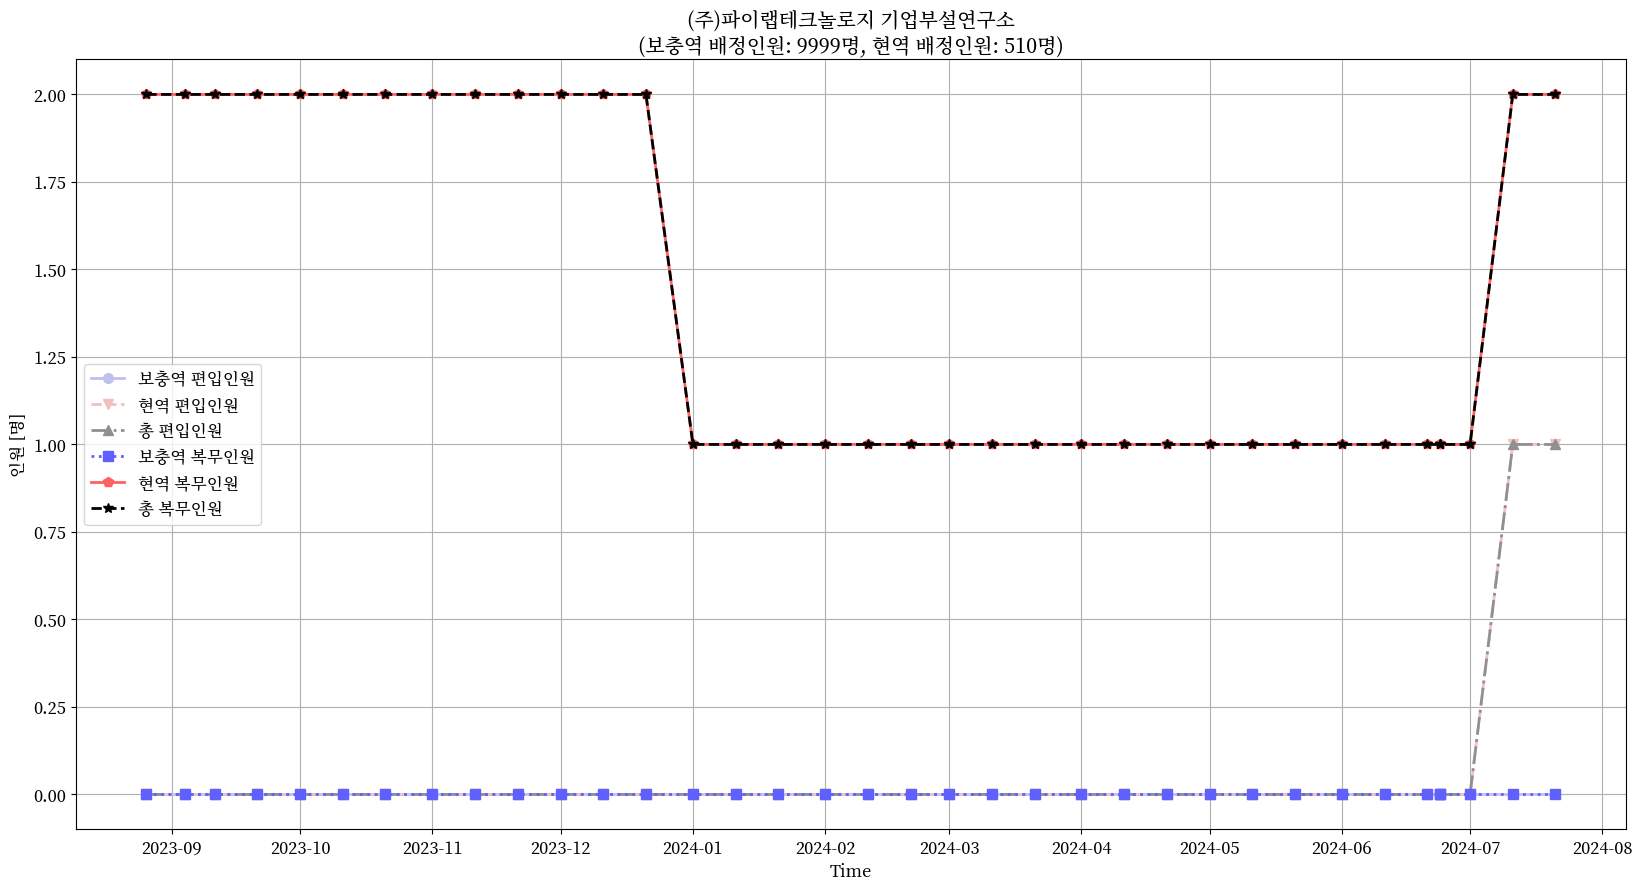 (주)파이랩테크놀로지 기업부설연구소
(보충역 배정인원: 9999명, 현역 배정인원: 510명)
2.00
1.75
1.50
1.25
1.00
0.75
0.50
0.25
0.00
인원 [명]
보충역 편입인원
현역 편입인원
총 편입인원
보충역 복무인원
현역 복무인원
총 복무인원
2023-09 2023-10 2023-11 2023-12 2024-01 2024-02 2024-03 2024-04 2024-05 2024-06 2024-07 2024-08
Time